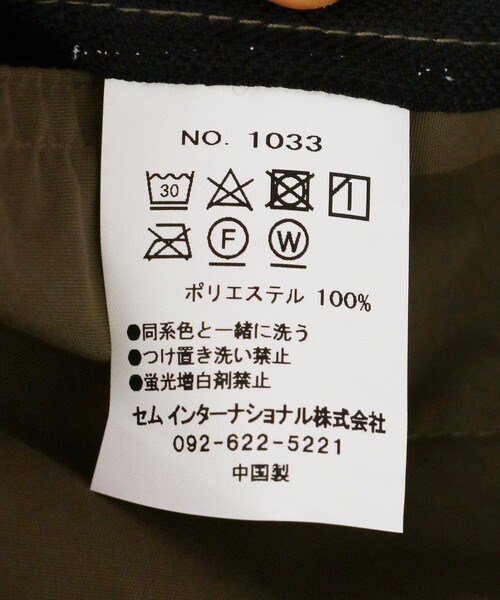 NO. 1033
30
F W
ポリエステル 100%
●同系色と一緒に洗う
●つけ置き洗い禁止
●蛍光増白剤禁止
セム インターナショナル株式会社
092-622-5221
中国製